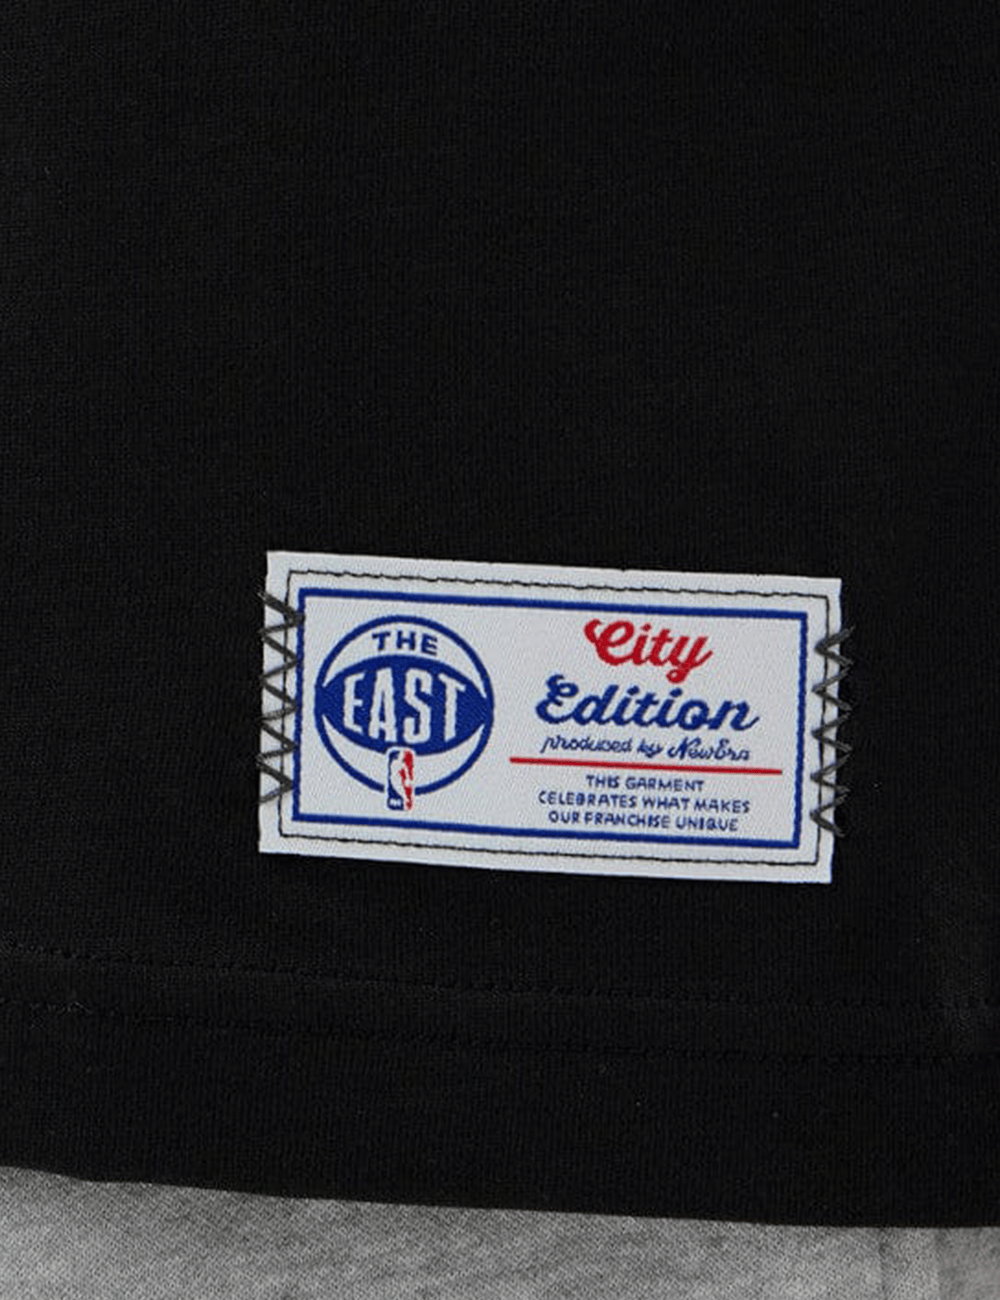 THE
EAST
City
Edition
produced by NewEra
THIS GARMENT
CELEBRATES WHAT MAKES
OUR FRANCHISE UNIQUE